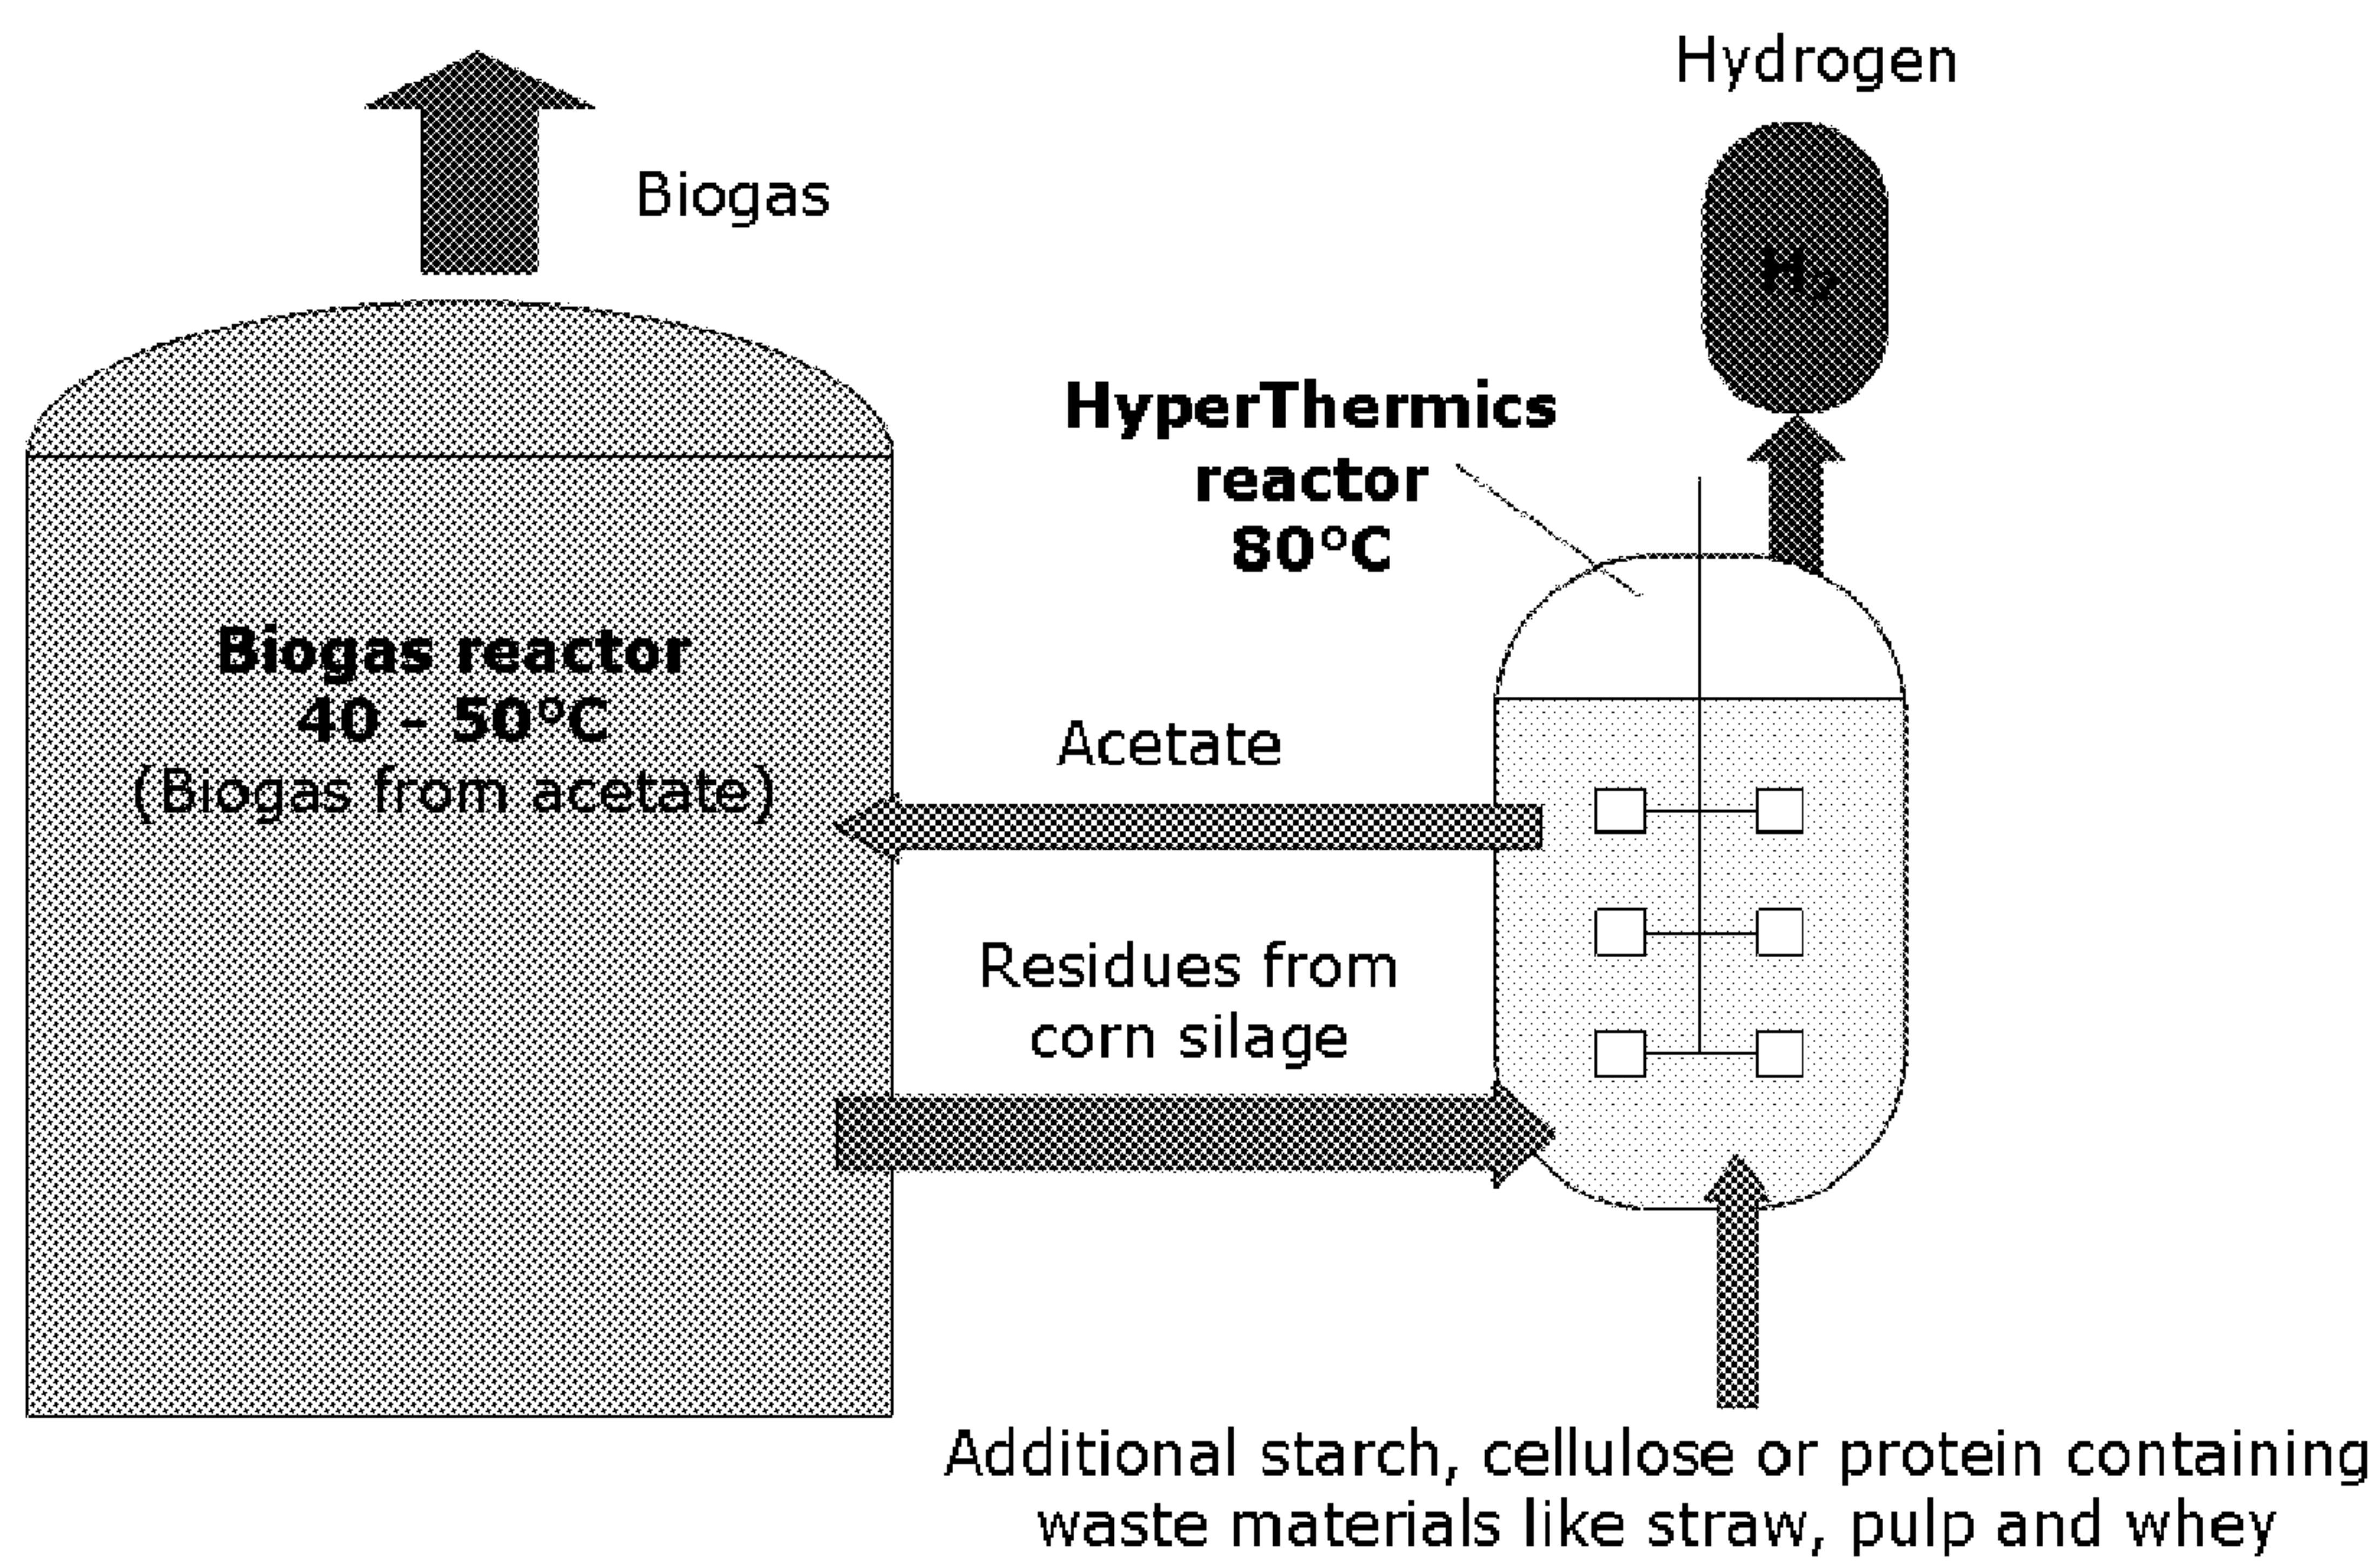 Hydrogen
Biogas
H₂
HyperThermics
reactor
80°C
Biogas reactor
40 - 50°C
(Biogas from acetate)
Acetate
Residues from
corn silage
Additional starch, cellulose or protein containing
waste materials like straw, pulp and whey